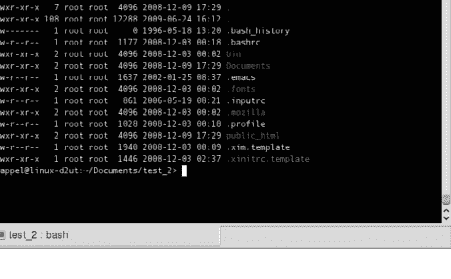 wxr-xr-x 7 root root 4096 2008-12-09 17:29 .
wxr-xr-x 108 root root 12288 2009-06-24 16:12 ..
w------- 1 root root 0 1996-05-18 13:20 .bash_history
w-r--r-- 1 root root 1177 2008-12-03 00:18 .bashrc
wxr-xr-x 2 root root 4096 2008-12-03 00:02 bin
wxr-xr-x 2 root root 4096 2008-12-09 17:29 Documents
w-r--r-- 1 root root 1637 2002-01-25 08:37 .emacs
wxr-xr-x 2 root root 4096 2008-12-03 00:02 .fonts
w-r--r-- 1 root root 861 2006-05-19 00:21 .inputrc
wxr-xr-x 2 root root 4096 2008-12-03 00:02 .mozilla
w-r--r-- 1 root root 1028 2008-12-03 00:18 .profile
wxr-xr-x 2 root root 4096 2008-12-09 17:29 public_html
w-r--r-- 1 root root 1940 2008-12-03 00:09 .xim.template
wxr-xr-x 1 root root 1446 2008-12-03 02:37 .xinitrc.template
appel@linux-d2ut:~/Documents/test_2>
test_2 : bash